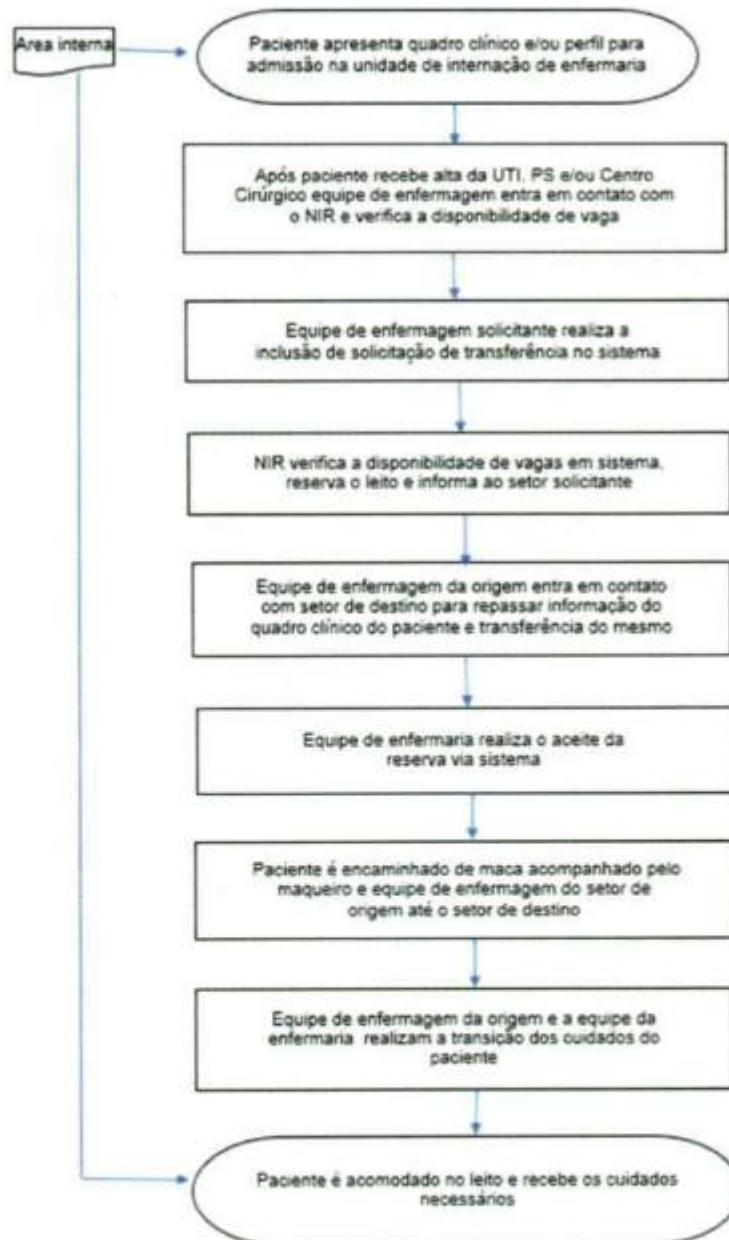 Area interna
Paciente apresenta quadro clínico e/ou perfil para
admissão na unidade de internação de enfermaria
Após paciente recebe alta da UTI, PS e/ou Centro
Cirúrgico equipe de enfermagem entra em contato com
o NIR e verifica a disponibilidade de vaga
Equipe de enfermagem solicitante realiza a
inclusão de solicitação de transferência no sistema
NIR verifica a disponibilidade de vagas em sistema,
reserva o leito e informa ao setor solicitante
Equipe de enfermagem da origem entra em contato
com setor de destino para repassar informação do
quadro clínico do paciente e transferência do mesmo
Equipe de enfermaria realiza o aceite da
reserva via sistema
Paciente é encaminhado de maca acompanhado pelo
maqueiro e equipe de enfermagem do setor de
origem até o setor de destino
Equipe de enfermagem da origem e a equipe da
enfermaria realizam a transição dos cuidados do
paciente
Paciente é acomodado no leito e recebe os cuidados
necessários